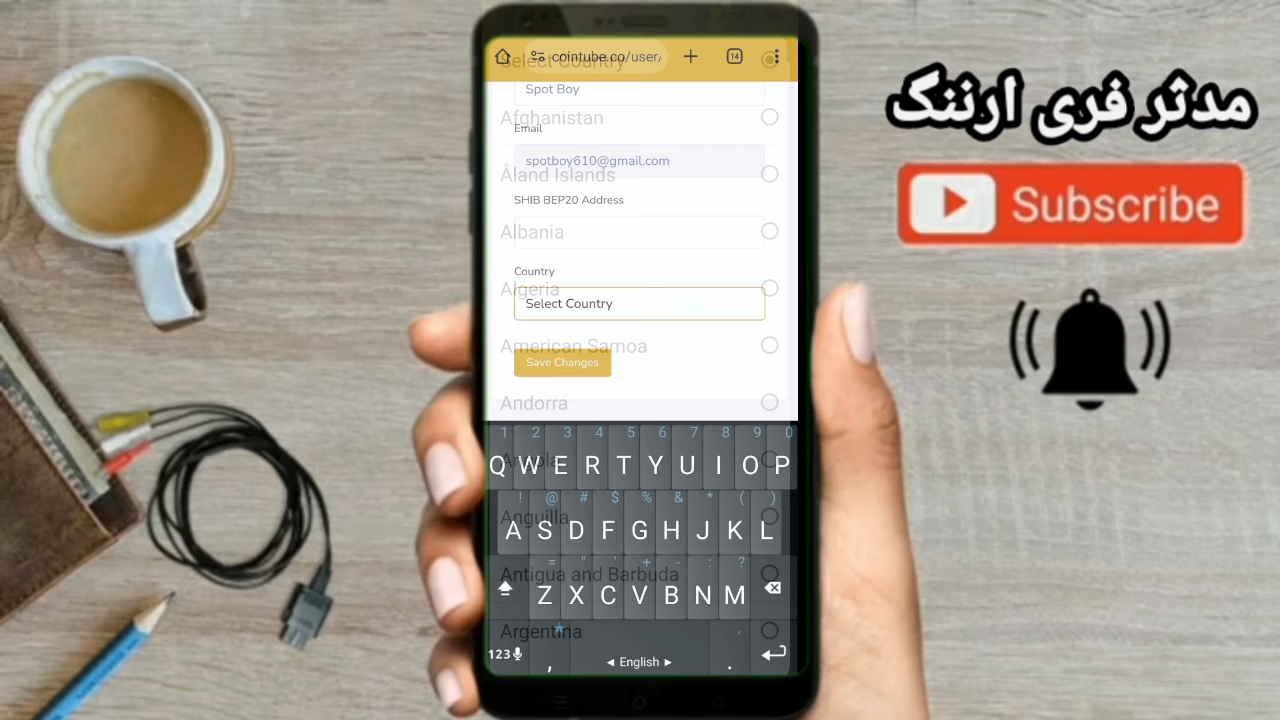 cointube.co/user/
14
Select Country
Spot Boy
Afghanistan
Email
spotboy610@gmail.com
Åland Islands
SHIB BEP20 Address
Albania
Country
Algeria
Select Country
American Samoa
Save Changes
Andorra
1 2 3 4 5 6 7 8 9 0
Q W E R T Y U I O P
Angola
! @ # $ % & * ( )
A S D F G H J K L
Anguilla
= " ' + - : ; ?
Z X C V B N M
Antigua and Barbuda
Argentina
123 , ◄ English ► .
مدثر فری ارننگ
Subscribe